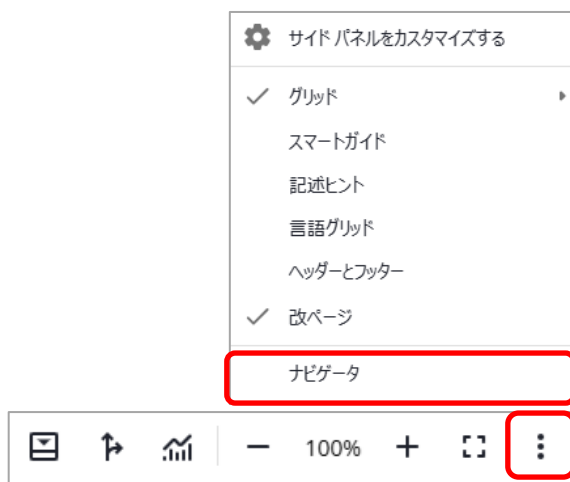 サイド パネルをカスタマイズする
グリッド
スマートガイド
記述ヒント
言語グリッド
ヘッダーとフッター
改ページ
ナビゲータ
100%